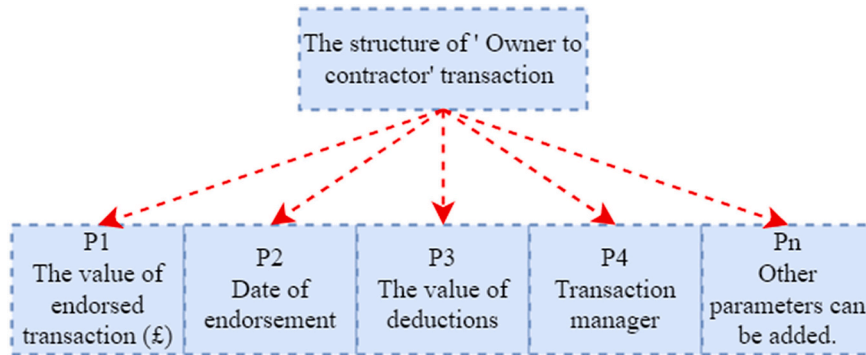 The structure of ' Owner to
contractor' transaction
P1
The value of
endorsed
transaction (£)
P2
Date of
endorsement
P3
The value of
deductions
P4
Transaction
manager
Pn
Other
parameters can
be added.